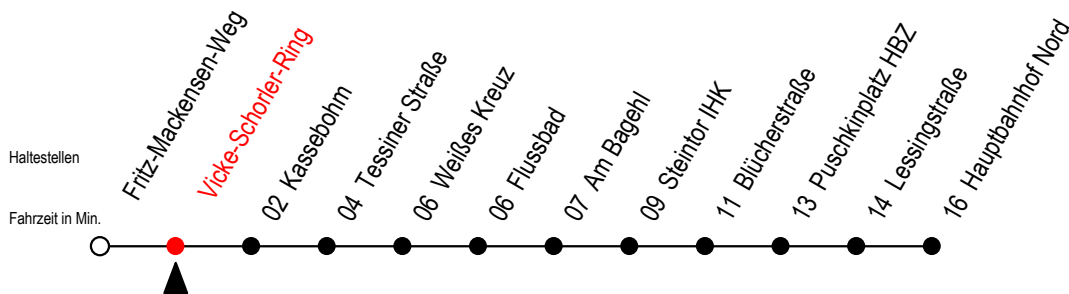 Haltestellen
Fahrzeit in Min.
Fritz-Mackensen-Weg
Vicke-Schorler-Ring
02 Kassebohm
04 Tessiner Straße
06 Weißes Kreuz
06 Flussbad
07 Am Bagehl
09 Steintor IHK
11 Blücherstraße
13 Puschkinplatz HBZ
14 Lessingstraße
16 Hauptbahnhof Nord